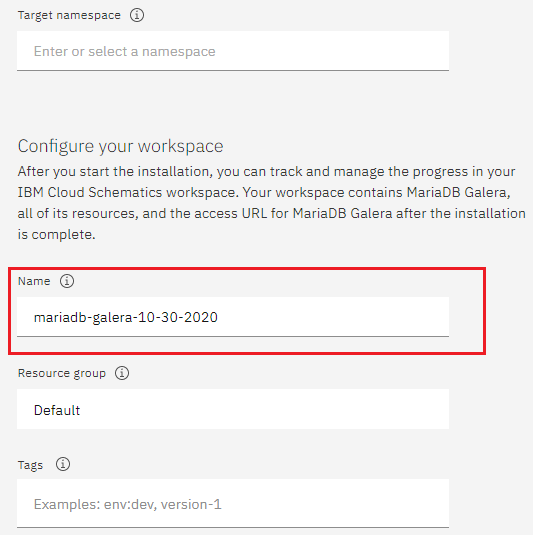 Target namespace
Enter or select a namespace
Configure your workspace
After you start the installation, you can track and manage the progress in your
IBM Cloud Schematics workspace. Your workspace contains MariaDB Galera,
all of its resources, and the access URL for MariaDB Galera after the installation
is complete.
Name
mariadb-galera-10-30-2020
Resource group
Default
Tags
Examples: env:dev, version-1